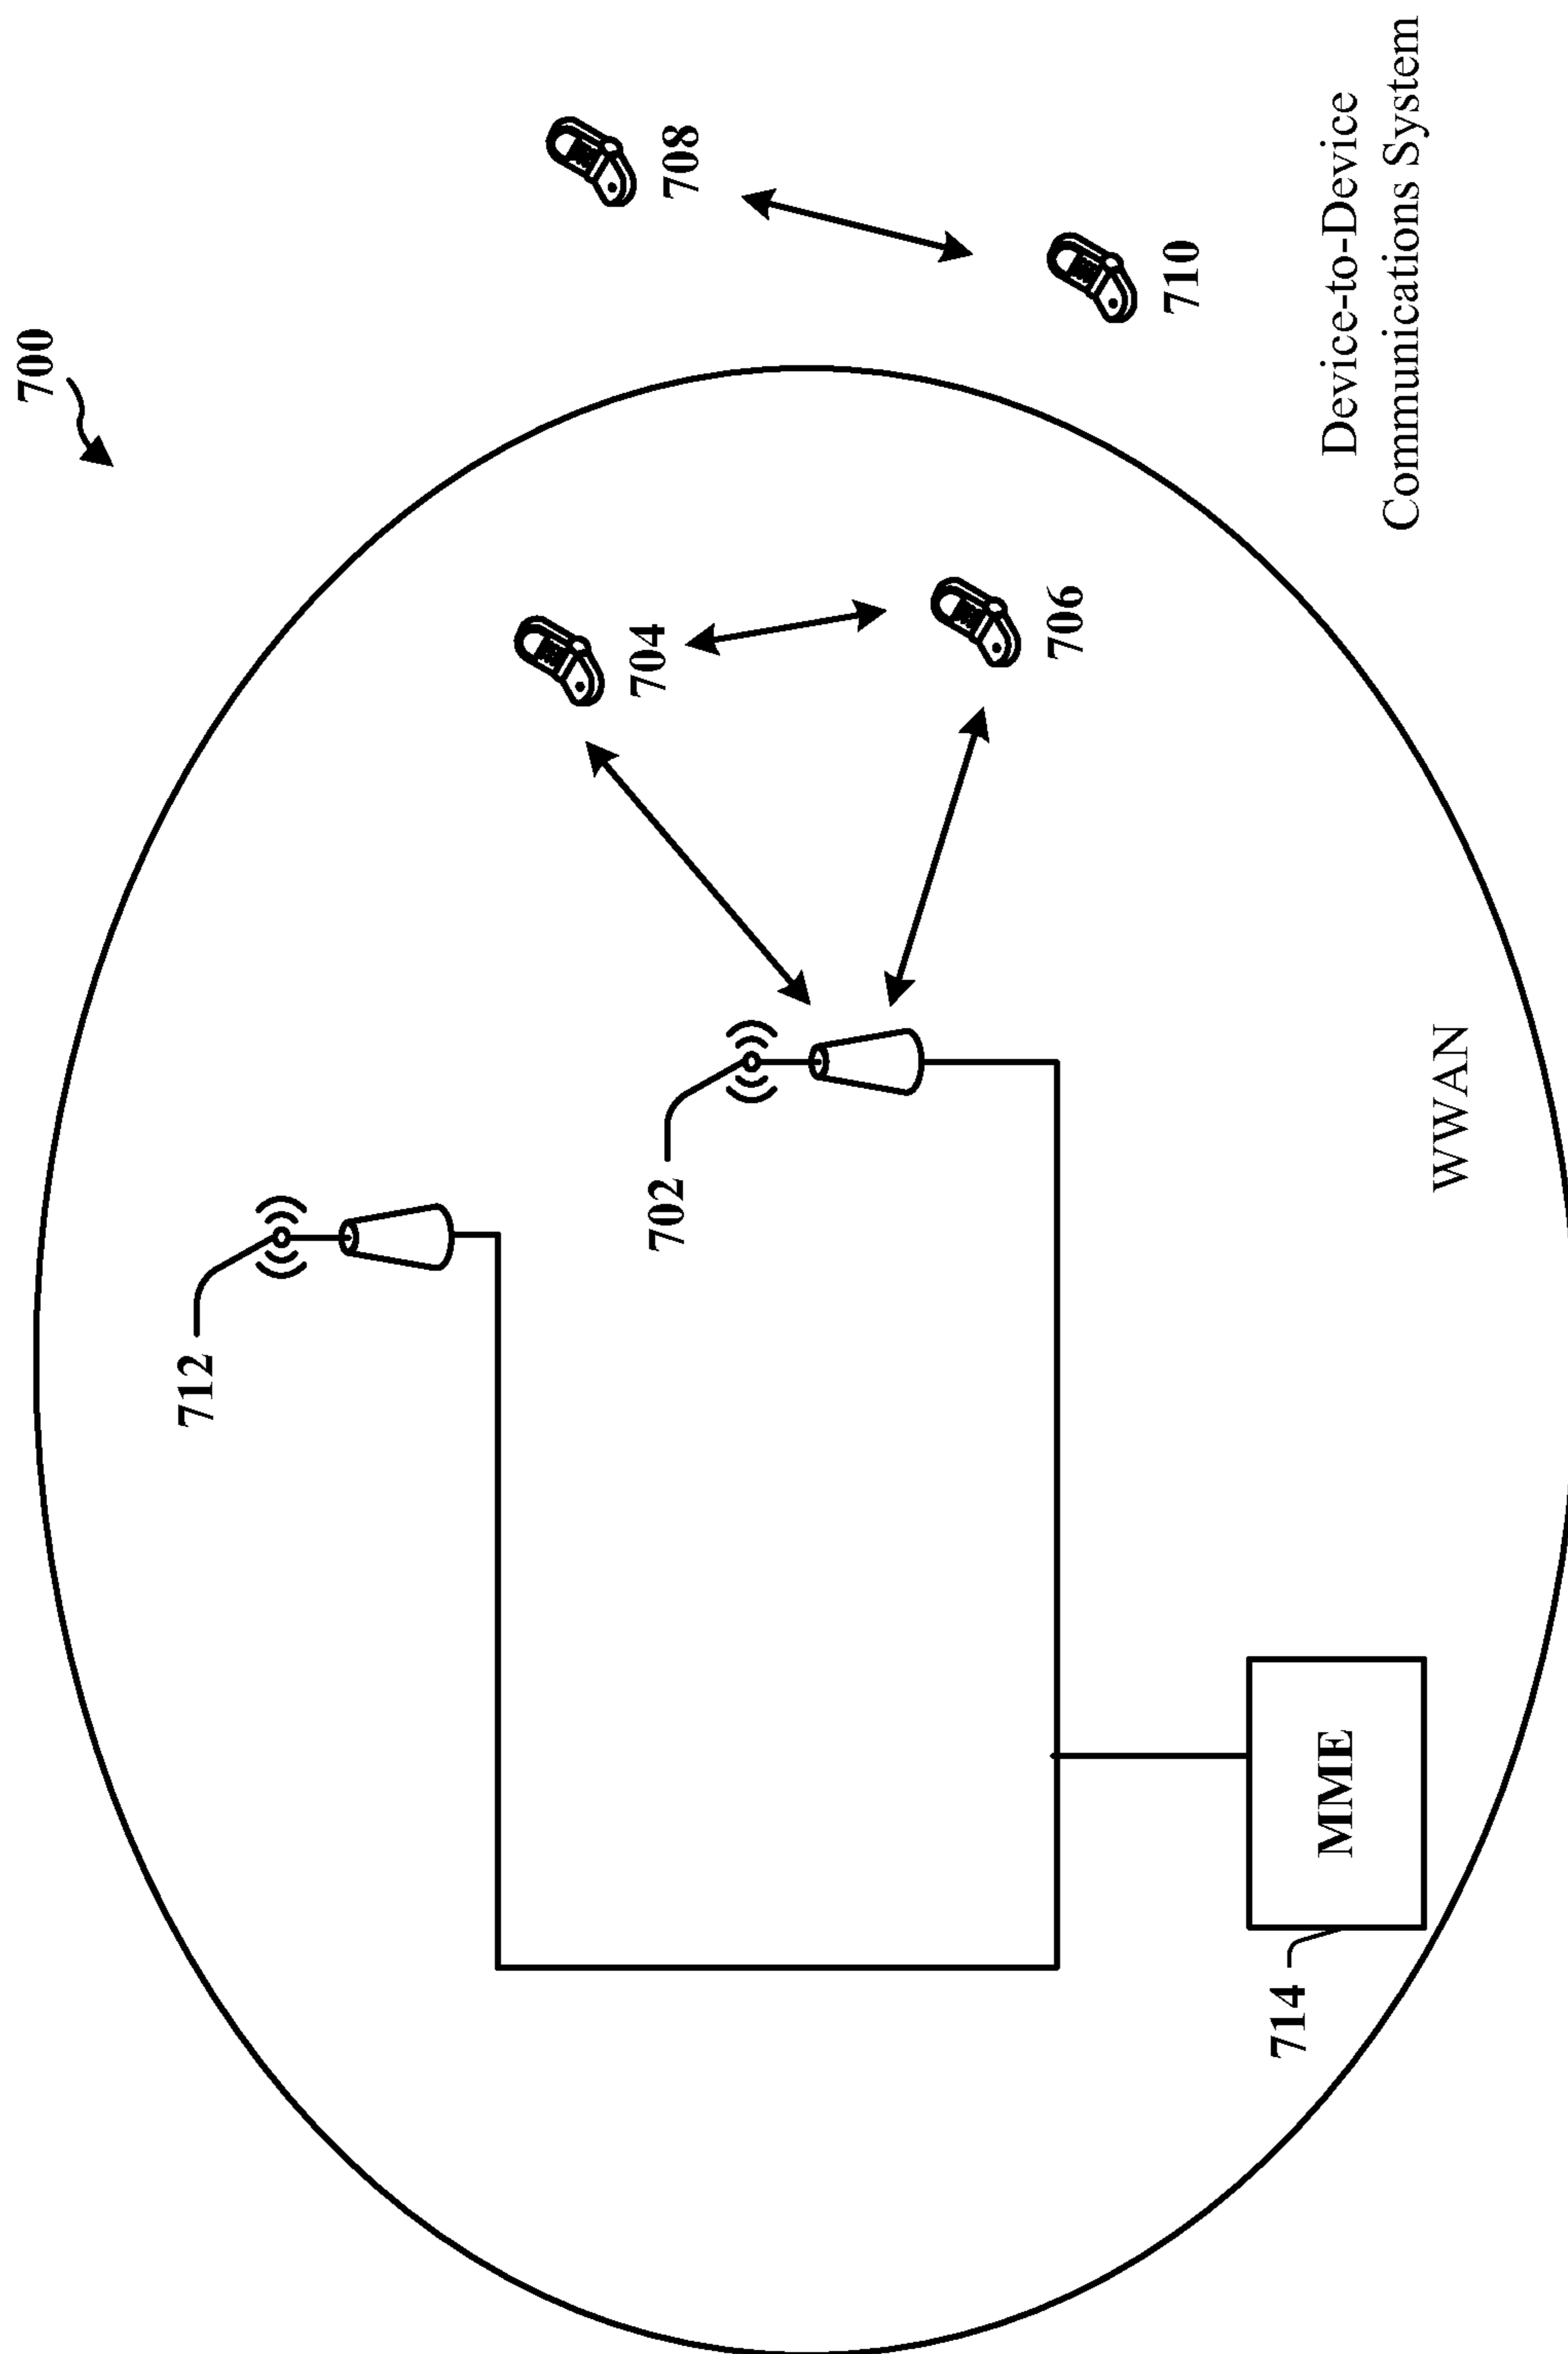 700
708
710
704
706
702
712
MME
714
WWAN
Device-to-Device
Communications System